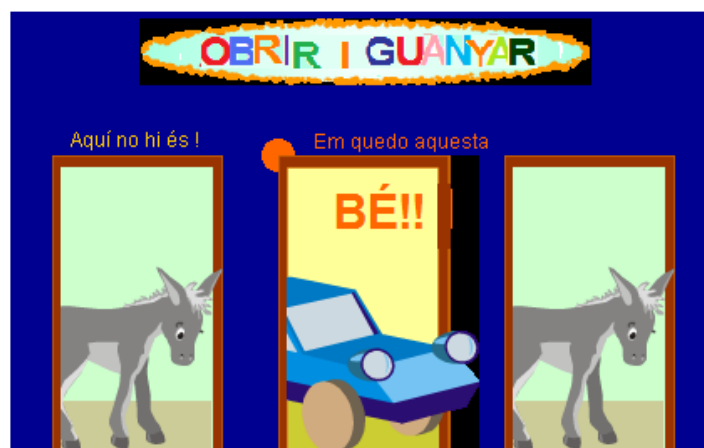 OBRIR I GUANYAR
Aquí no hi és !
Em quedo aquesta
BÉ!!